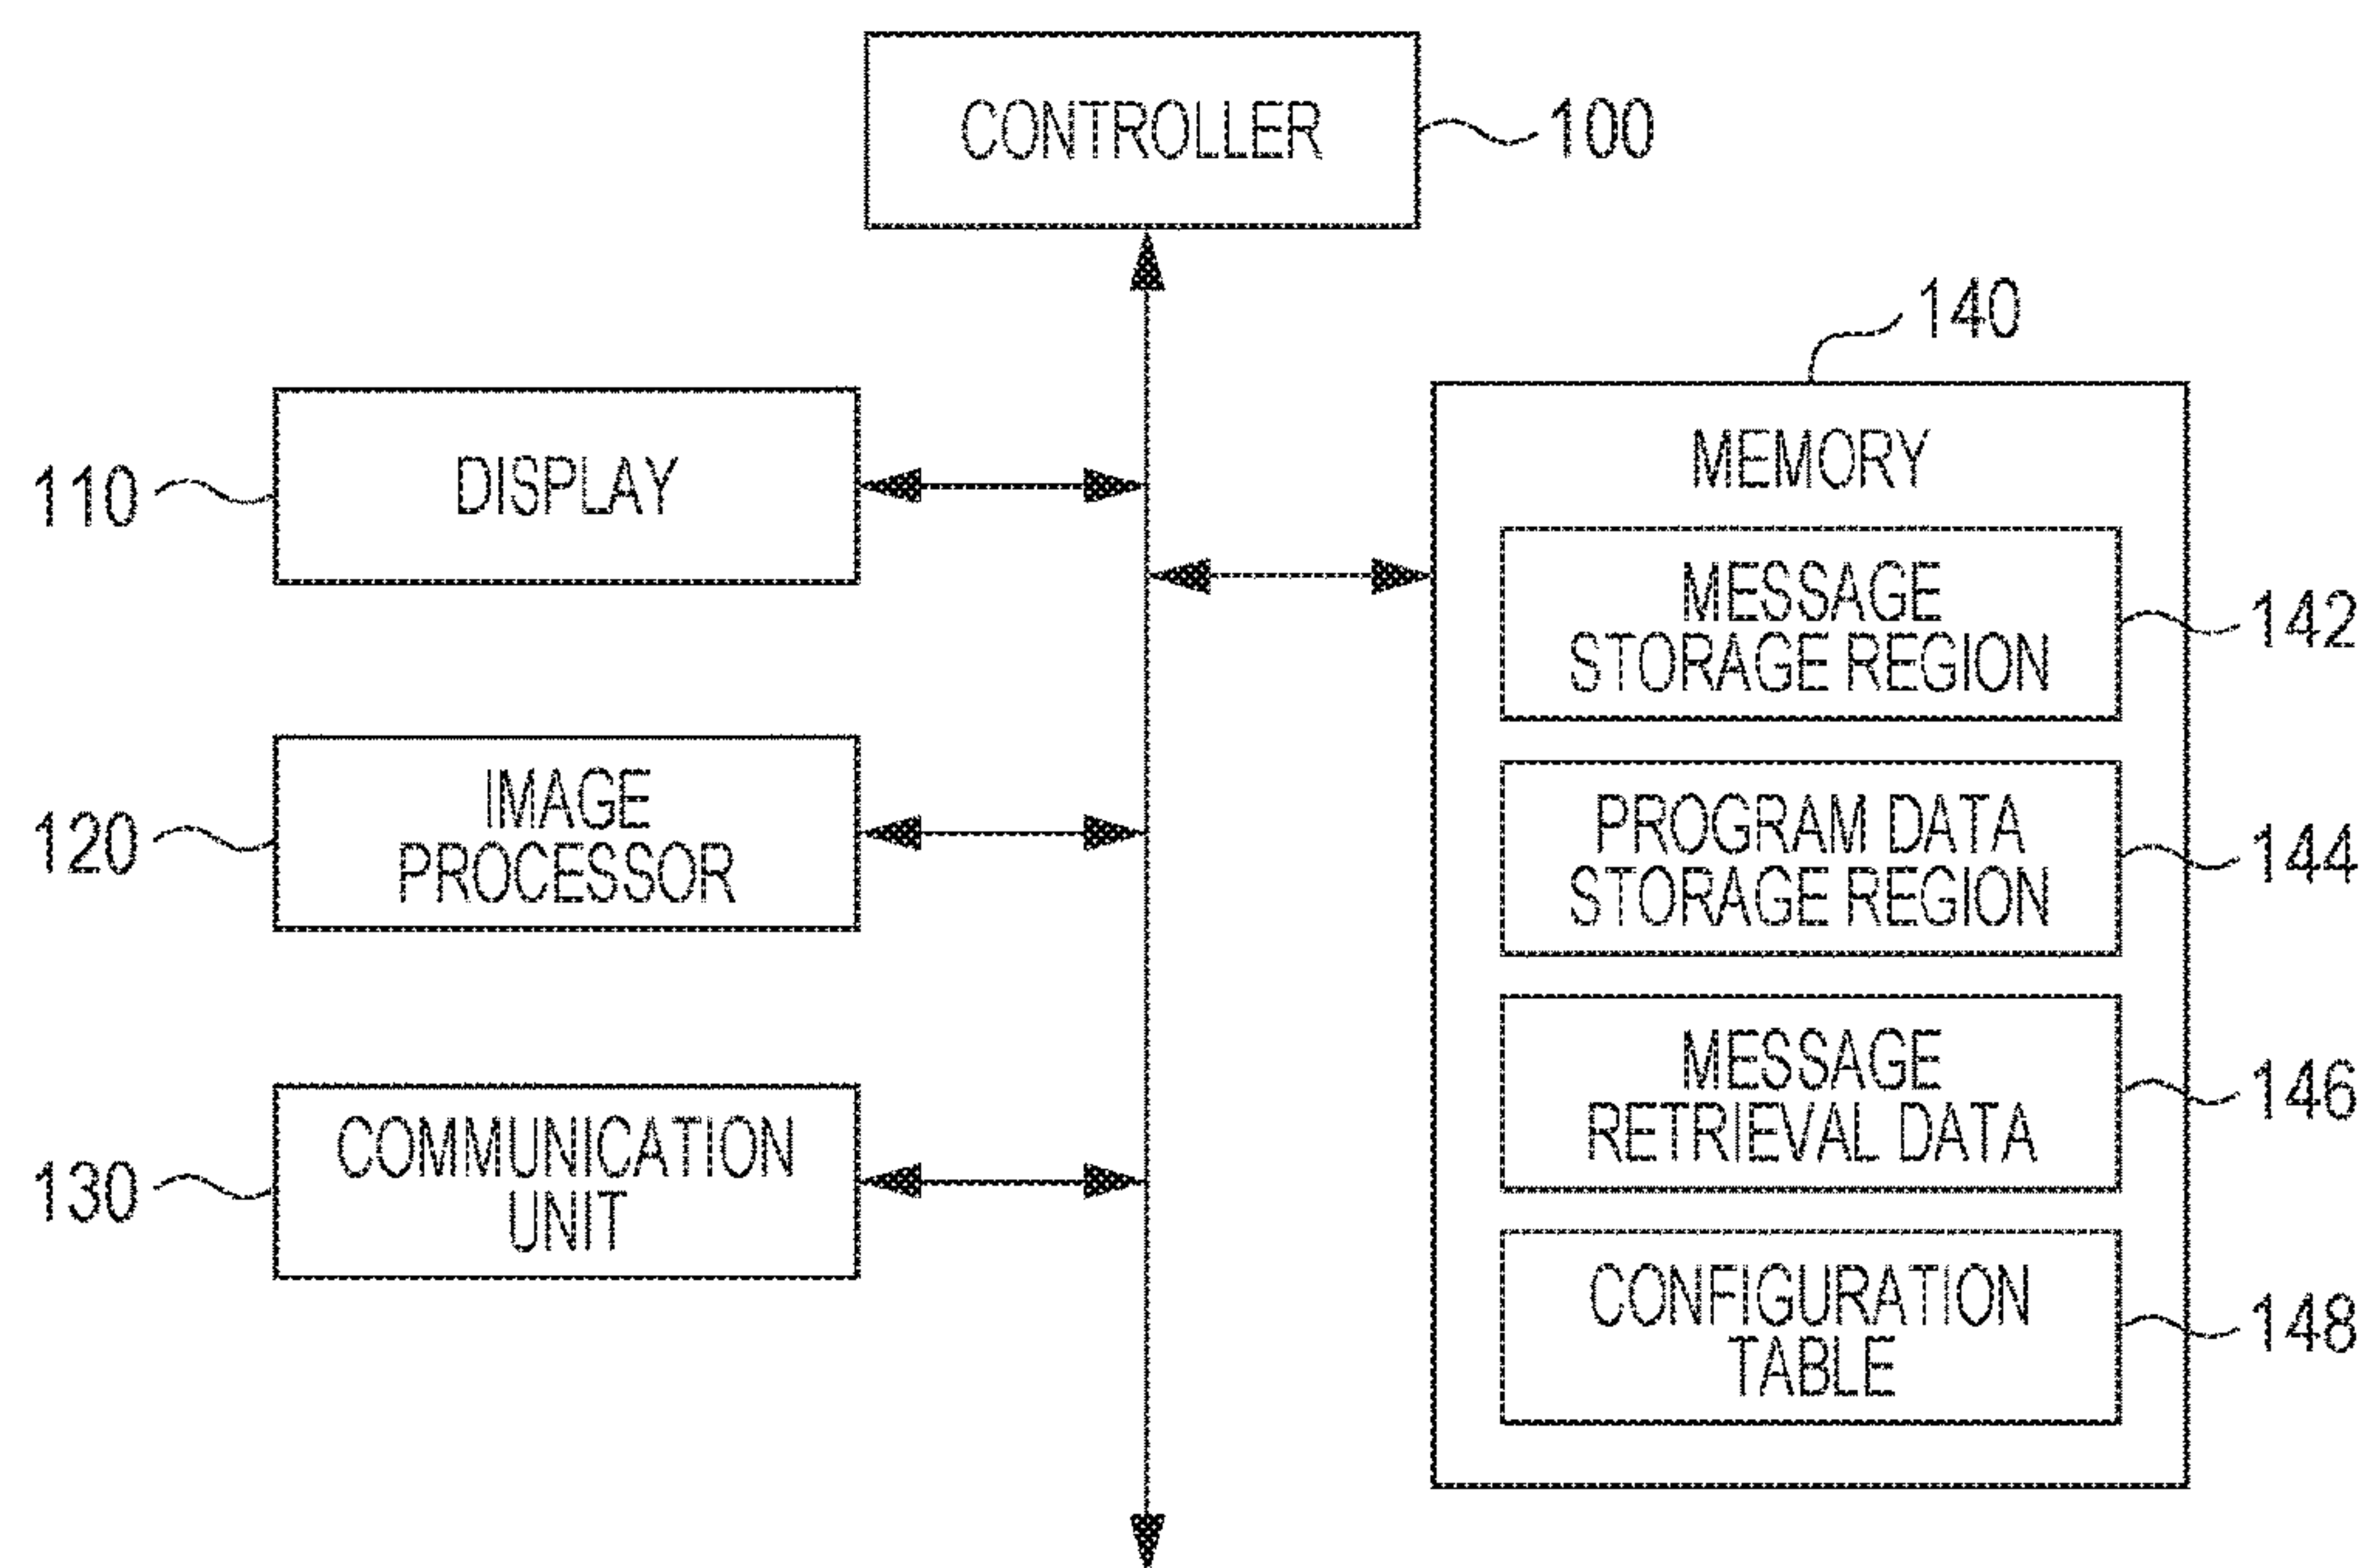 CONTROLLER
100
140
110
DISPLAY
MEMORY
MESSAGE
STORAGE REGION
142
120
IMAGE
PROCESSOR
PROGRAM DATA
STORAGE REGION
144
130
COMMUNICATION
UNIT
MESSAGE
RETRIEVAL DATA
146
CONFIGURATION
TABLE
148